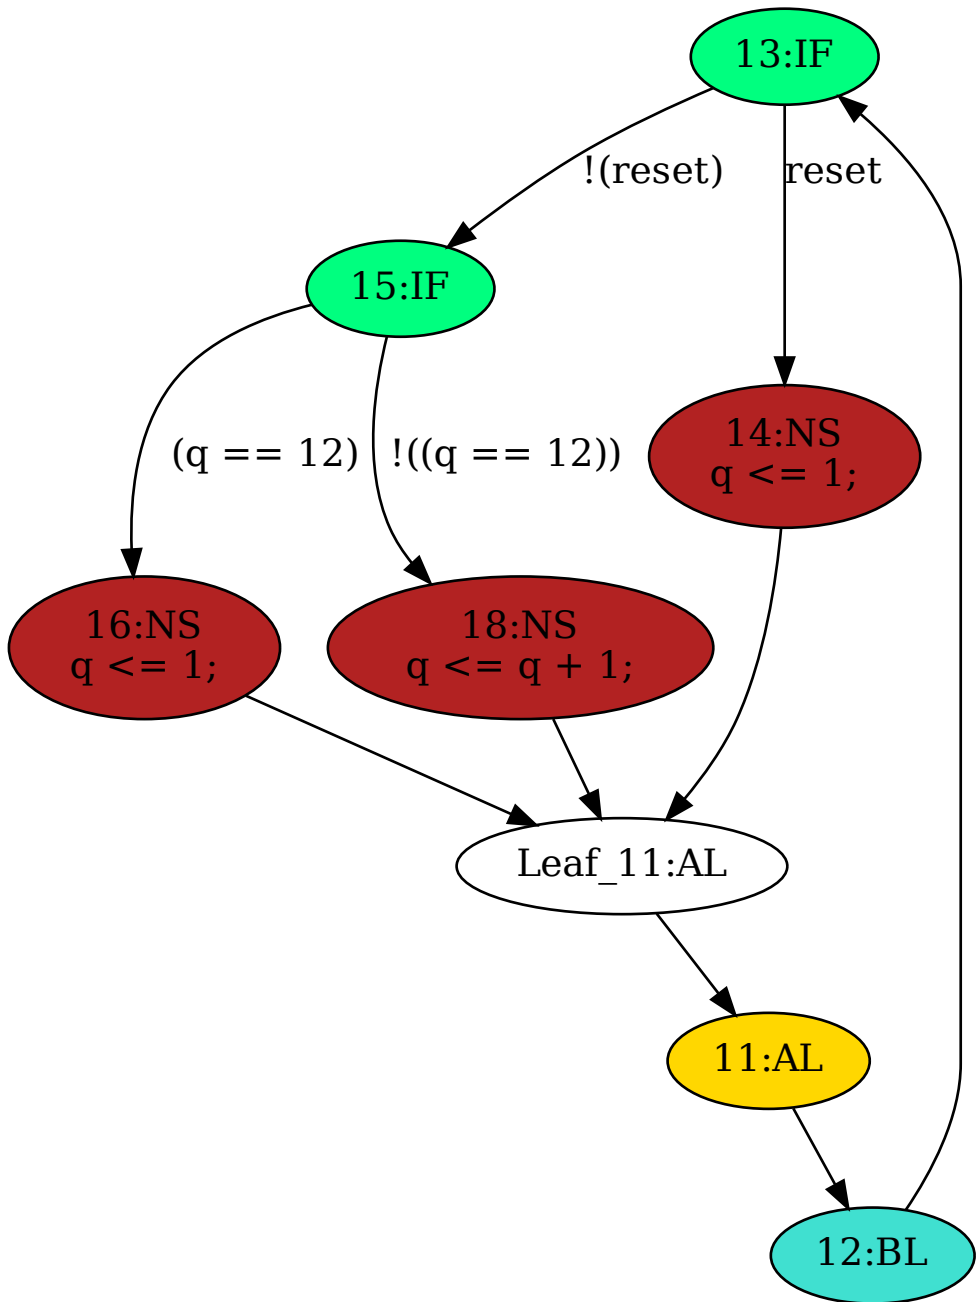 13:IF
!(reset)
reset
15:IF
(q == 12)
!((q == 12))
14:NS
q <= 1;
16:NS
q <= 1;
18:NS
q <= q + 1;
Leaf_11:AL
11:AL
12:BL